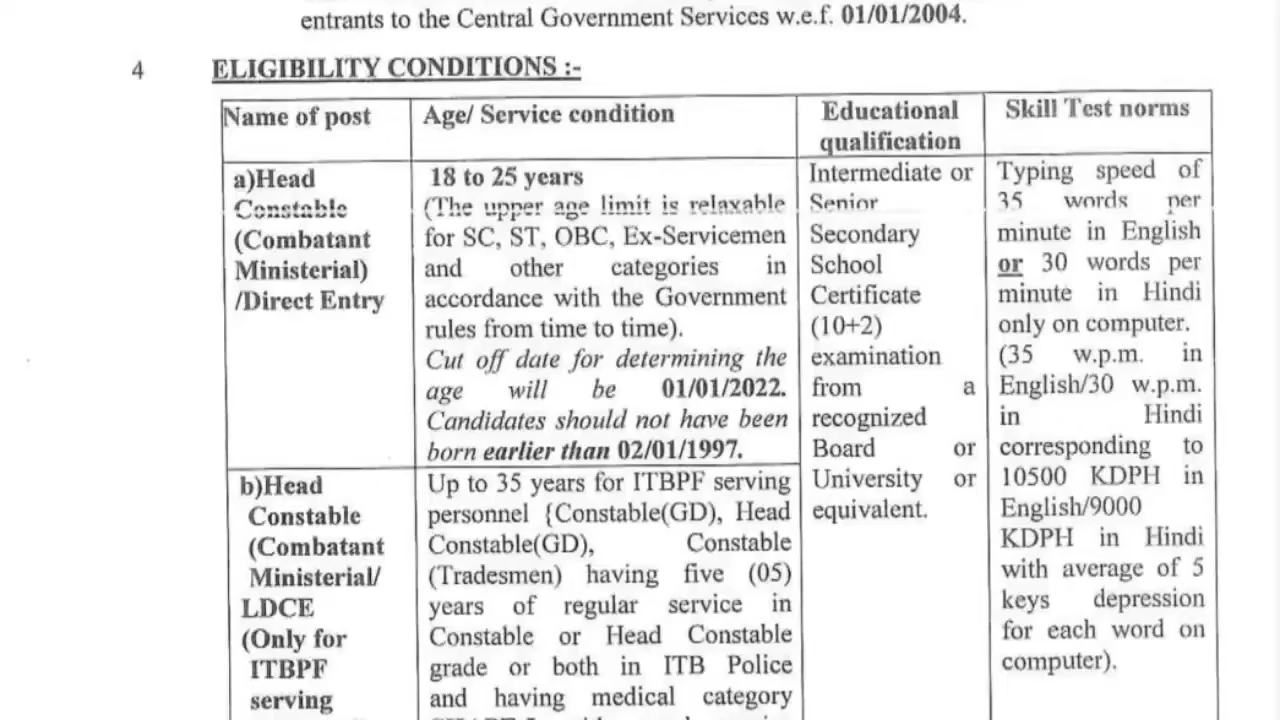 entrants to the Central Government Services w.e.f. 01/01/2004.
4 ELIGIBILITY CONDITIONS :-
Name of post
Age/ Service condition
Educational
qualification
Skill Test norms
a)Head
Constable
(Combatant
Ministerial)
/Direct Entry
18 to 25 years
(The upper age limit is relaxable
for SC, ST, OBC, Ex-Servicemen
and other categories in
accordance with the Government
rules from time to time).
Cut off date for determining the
age will be 01/01/2022.
Candidates should not have been
born earlier than 02/01/1997.
Intermediate or
Senior
Secondary
School
Certificate
(10+2)
examination
from a
recognized
Board or
University or
equivalent.
Typing speed of
35 words per
minute in English
or 30 words per
minute in Hindi
only on computer.
(35 w.p.m. in
English/30 w.p.m.
in Hindi
corresponding to
10500 KDPH in
English/9000
KDPH in Hindi
with average of 5
keys depression
for each word on
computer).
b)Head
Constable
(Combatant
Ministerial/
LDCE
(Only for
ITBPF
serving
Up to 35 years for ITBPF serving
personnel {Constable(GD), Head
Constable(GD), Constable
(Tradesmen) having five (05)
years of regular service in
Constable or Head Constable
grade or both in ITB Police
and having medical category